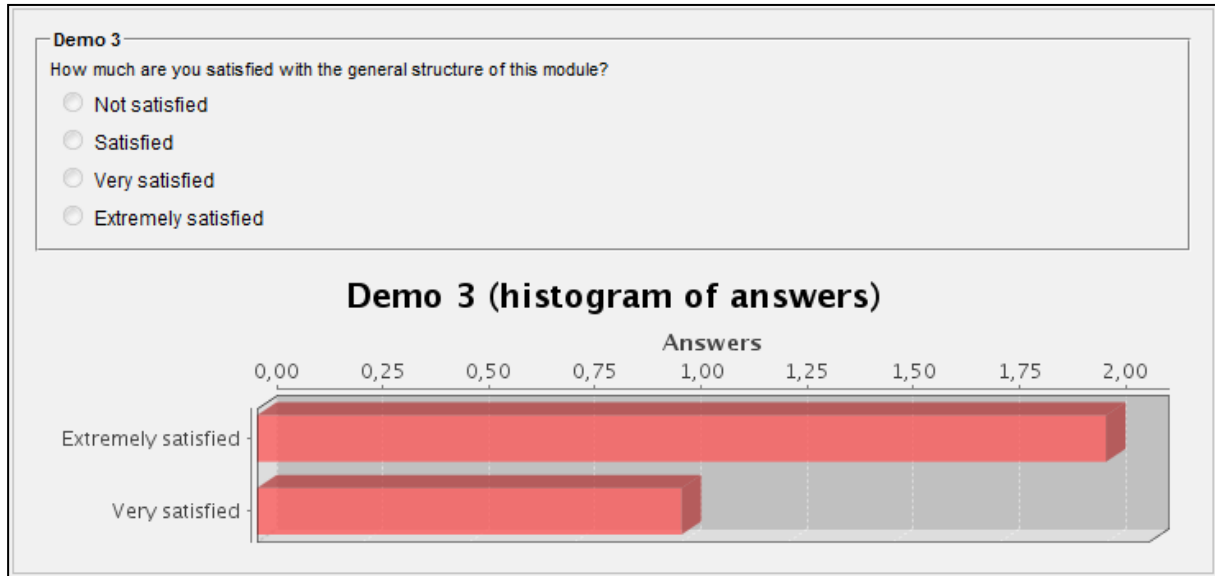 Demo 3
How much are you satisfied with the general structure of this module?
Not satisfied
Satisfied
Very satisfied
Extremely satisfied
Demo 3 (histogram of answers)
Answers
0,00 0,25 0,50 0,75 1,00 1,25 1,50 1,75 2,00
Extremely satisfied
Very satisfied